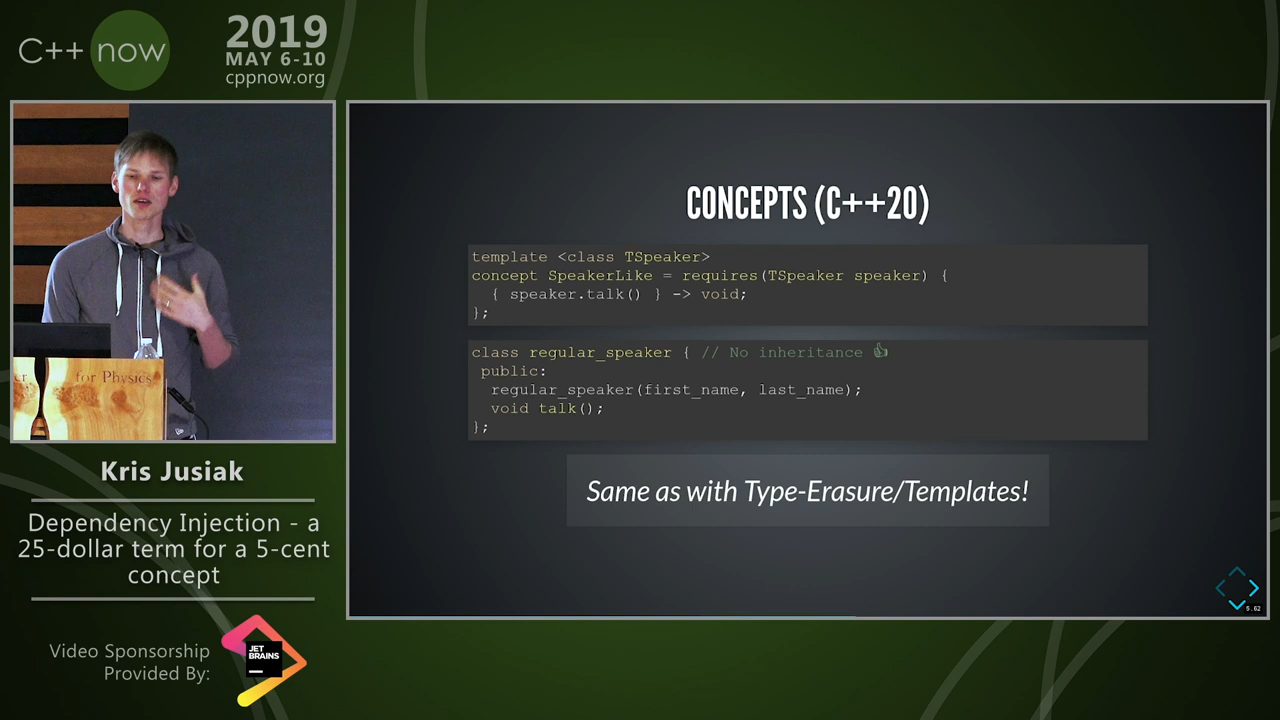 C++ now
2019
MAY 6-10
cppnow.org
for Physics
Kris Jusiak
Dependency Injection - a
25-dollar term for a 5-cent
concept
Video Sponsorship
Provided By:
JET
BRAINS
CONCEPTS (C++20)
template <class TSpeaker>
concept SpeakerLike = requires(TSpeaker speaker) {
{ speaker.talk() } -> void;
};
class regular_speaker { // No inheritance 👍
public:
regular_speaker(first_name, last_name);
void talk();
};
Same as with Type-Erasure/Templates!
5.62